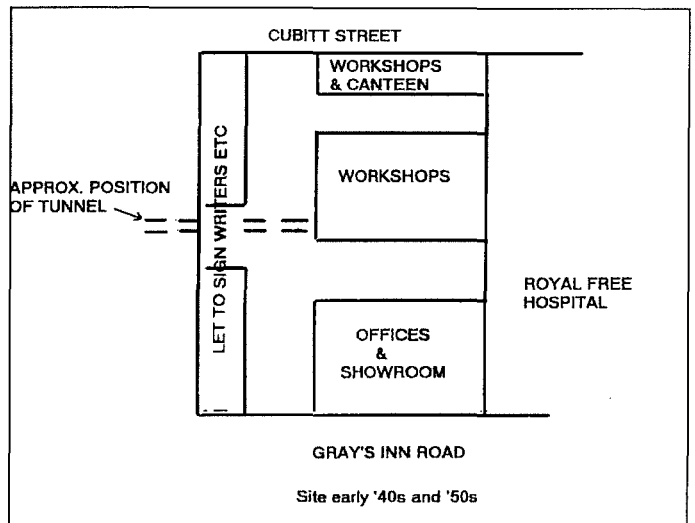 CUBITT STREET
WORKSHOPS
& CANTEEN
APPROX. POSITION
OF TUNNEL
LET TO SIGN WRITERS ETC
WORKSHOPS
ROYAL FREE
HOSPITAL
OFFICES
&
SHOWROOM
GRAY'S INN ROAD
Site early '40s and '50s